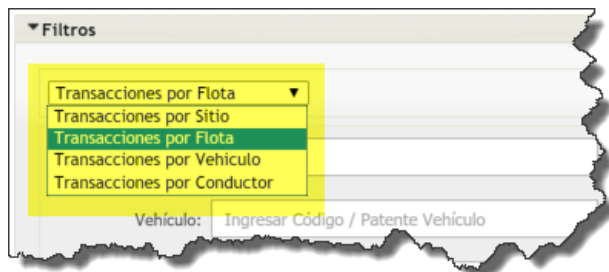 Filtros
Transacciones por Flota
Transacciones por Sitio
Transacciones por Flota
Transacciones por Vehiculo
Transacciones por Conductor
Vehículo: Ingresar Código / Patente Vehículo